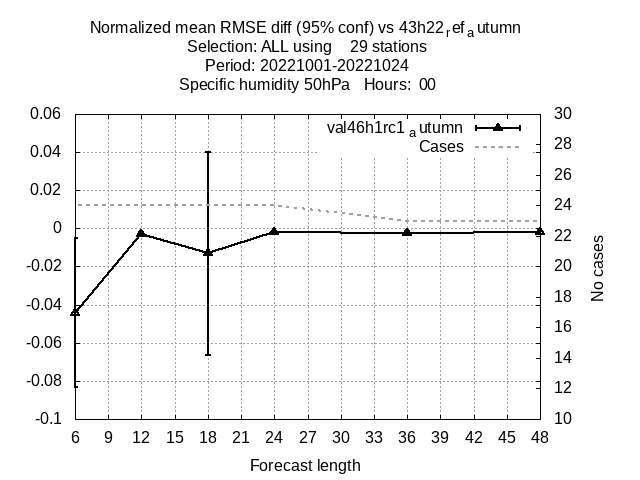 Normalized mean RMSE diff (95% conf) vs 43h22ᵣefₐutumn
Selection: ALL using    29 stations
Period: 20221001-20221024
Specific humidity 50hPa   Hours:  00
val46h1rc1ₐutumn
Cases
0.06
0.04
0.02
0
-0.02
-0.04
-0.06
-0.08
-0.1
30
28
26
24
22
20
18
16
14
12
10
No cases
6 9 12 15 18 21 24 27 30 33 36 39 42 45 48
Forecast length